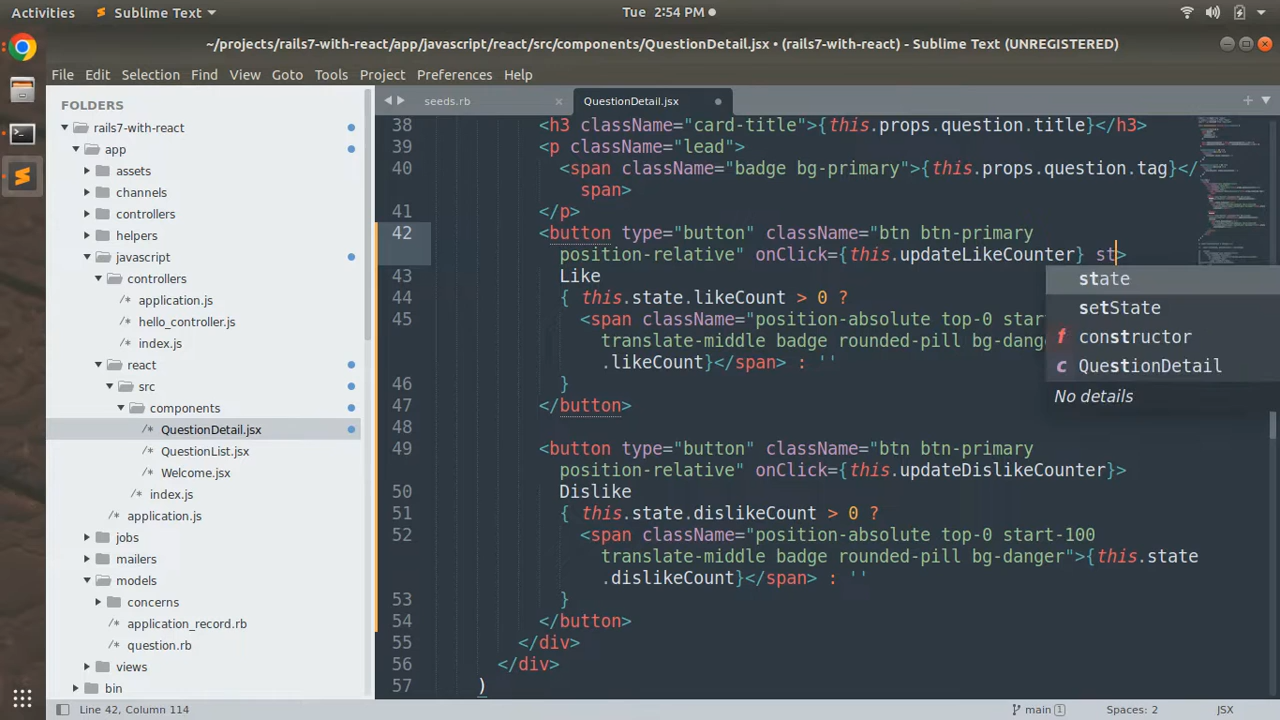 Activities
Sublime Text
Tue 2:54 PM
~/projects/rails7-with-react/app/javascript/react/src/components/QuestionDetail.jsx • (rails7-with-react) - Sublime Text (UNREGISTERED)
File Edit Selection Find View Goto Tools Project Preferences Help
FOLDERS
rails7-with-react
app
assets
channels
controllers
helpers
javascript
controllers
/* application.js
/* hello_controller.js
/* index.js
react
src
components
/* QuestionDetail.jsx
/* QuestionList.jsx
/* Welcome.jsx
/* index.js
/* application.js
jobs
mailers
models
concerns
/* application_record.rb
/* question.rb
views
bin
seeds.rb ×
QuestionDetail.jsx
38 <h3 className="card-title">{this.props.question.title}</h3>
39 <p className="lead">
40 <span className="badge bg-primary">{this.props.question.tag}</
span>
41 </p>
42 <button type="button" className="btn btn-primary
position-relative" onClick={this.updateLikeCounter} st>
43 Like
44 { this.state.likeCount > 0 ?
45 <span className="position-absolute top-0 star
translate-middle badge rounded-pill bg-dange
.likeCount}</span> : ''
46 }
47 </button>
48
49 <button type="button" className="btn btn-primary
position-relative" onClick={this.updateDislikeCounter}>
50 Dislike
51 { this.state.dislikeCount > 0 ?
52 <span className="position-absolute top-0 start-100
translate-middle badge rounded-pill bg-danger">{this.state
.dislikeCount}</span> : ''
53 }
54 </button>
55 </div>
56 </div>
57 )
state
setState
f constructor
c QuestionDetail
No details
Line 42, Column 114
main 1
Spaces: 2
JSX